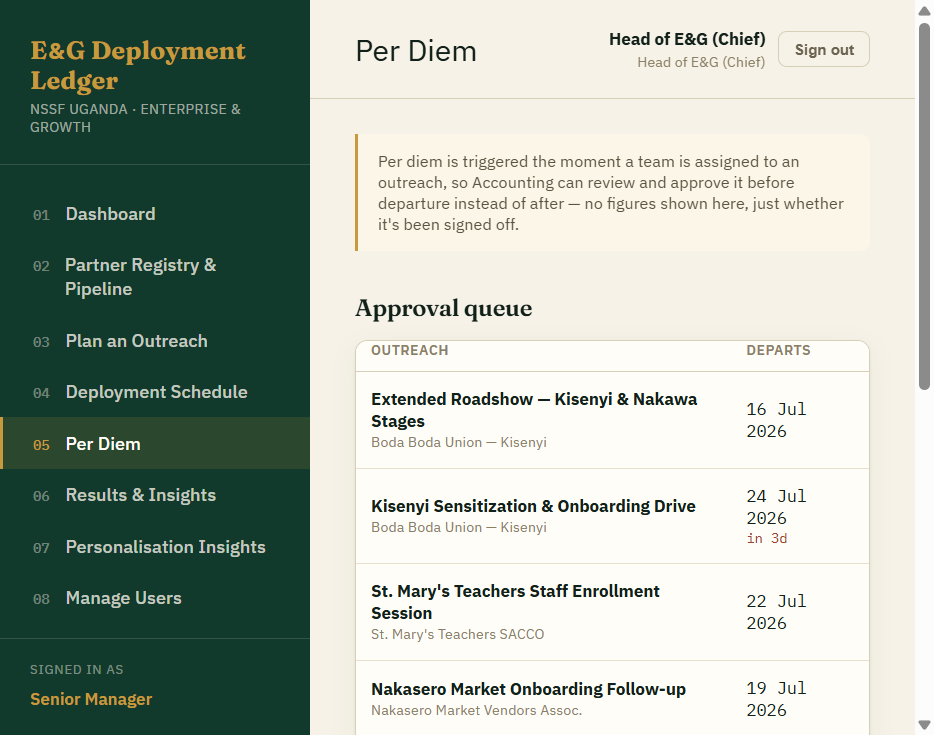 E&G Deployment
Ledger
NSSF UGANDA · ENTERPRISE &
GROWTH
01 Dashboard
02 Partner Registry &
Pipeline
03 Plan an Outreach
04 Deployment Schedule
05 Per Diem
06 Results & Insights
07 Personalisation Insights
08 Manage Users
SIGNED IN AS
Senior Manager
Per Diem
Head of E&G (Chief)
Head of E&G (Chief)
Sign out
Per diem is triggered the moment a team is assigned to an
outreach, so Accounting can review and approve it before
departure instead of after — no figures shown here, just whether
it's been signed off.
Approval queue
OUTREACH DEPARTS
Extended Roadshow — Kisenyi & Nakawa
Stages
Boda Boda Union — Kisenyi
16 Jul
2026
Kisenyi Sensitization & Onboarding Drive
Boda Boda Union — Kisenyi
24 Jul
2026
in 3d
St. Mary's Teachers Staff Enrollment
Session
St. Mary's Teachers SACCO
22 Jul
2026
Nakasero Market Onboarding Follow-up
Nakasero Market Vendors Assoc.
19 Jul
2026